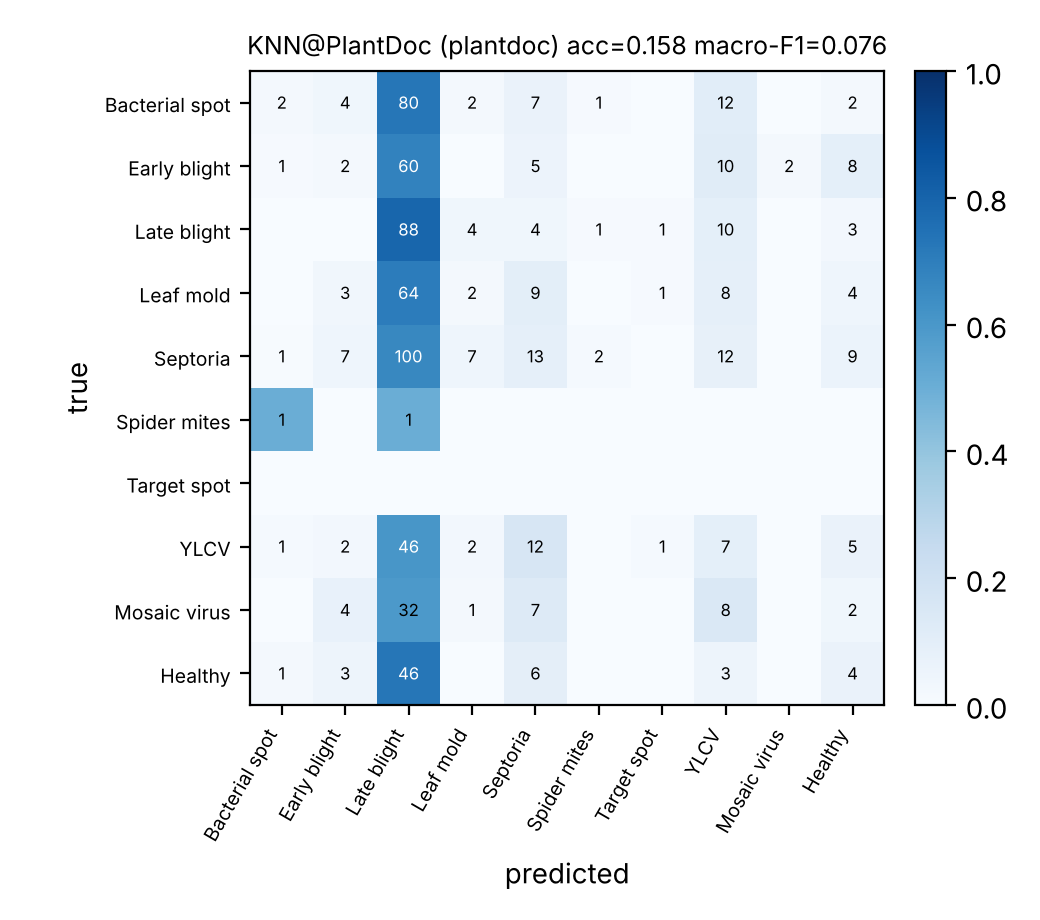 KNN@PlantDoc (plantdoc) acc=0.158 macro-F1=0.076
true
Bacterial spot 2 4 80 2 7 1 12 2
Early blight 1 2 60 5 10 2 8
Late blight 88 4 4 1 1 10 3
Leaf mold 3 64 2 9 1 8 4
Septoria 1 7 100 7 13 2 12 9
Spider mites 1 1
Target spot
YLCV 1 2 46 2 12 1 7 5
Mosaic virus 4 32 1 7 8 2
Healthy 1 3 46 6 3 4
Bacterial spot
Early blight
Late blight
Leaf mold
Septoria
Spider mites
Target spot
YLCV
Mosaic virus
Healthy
predicted
1.0
0.8
0.6
0.4
0.2
0.0